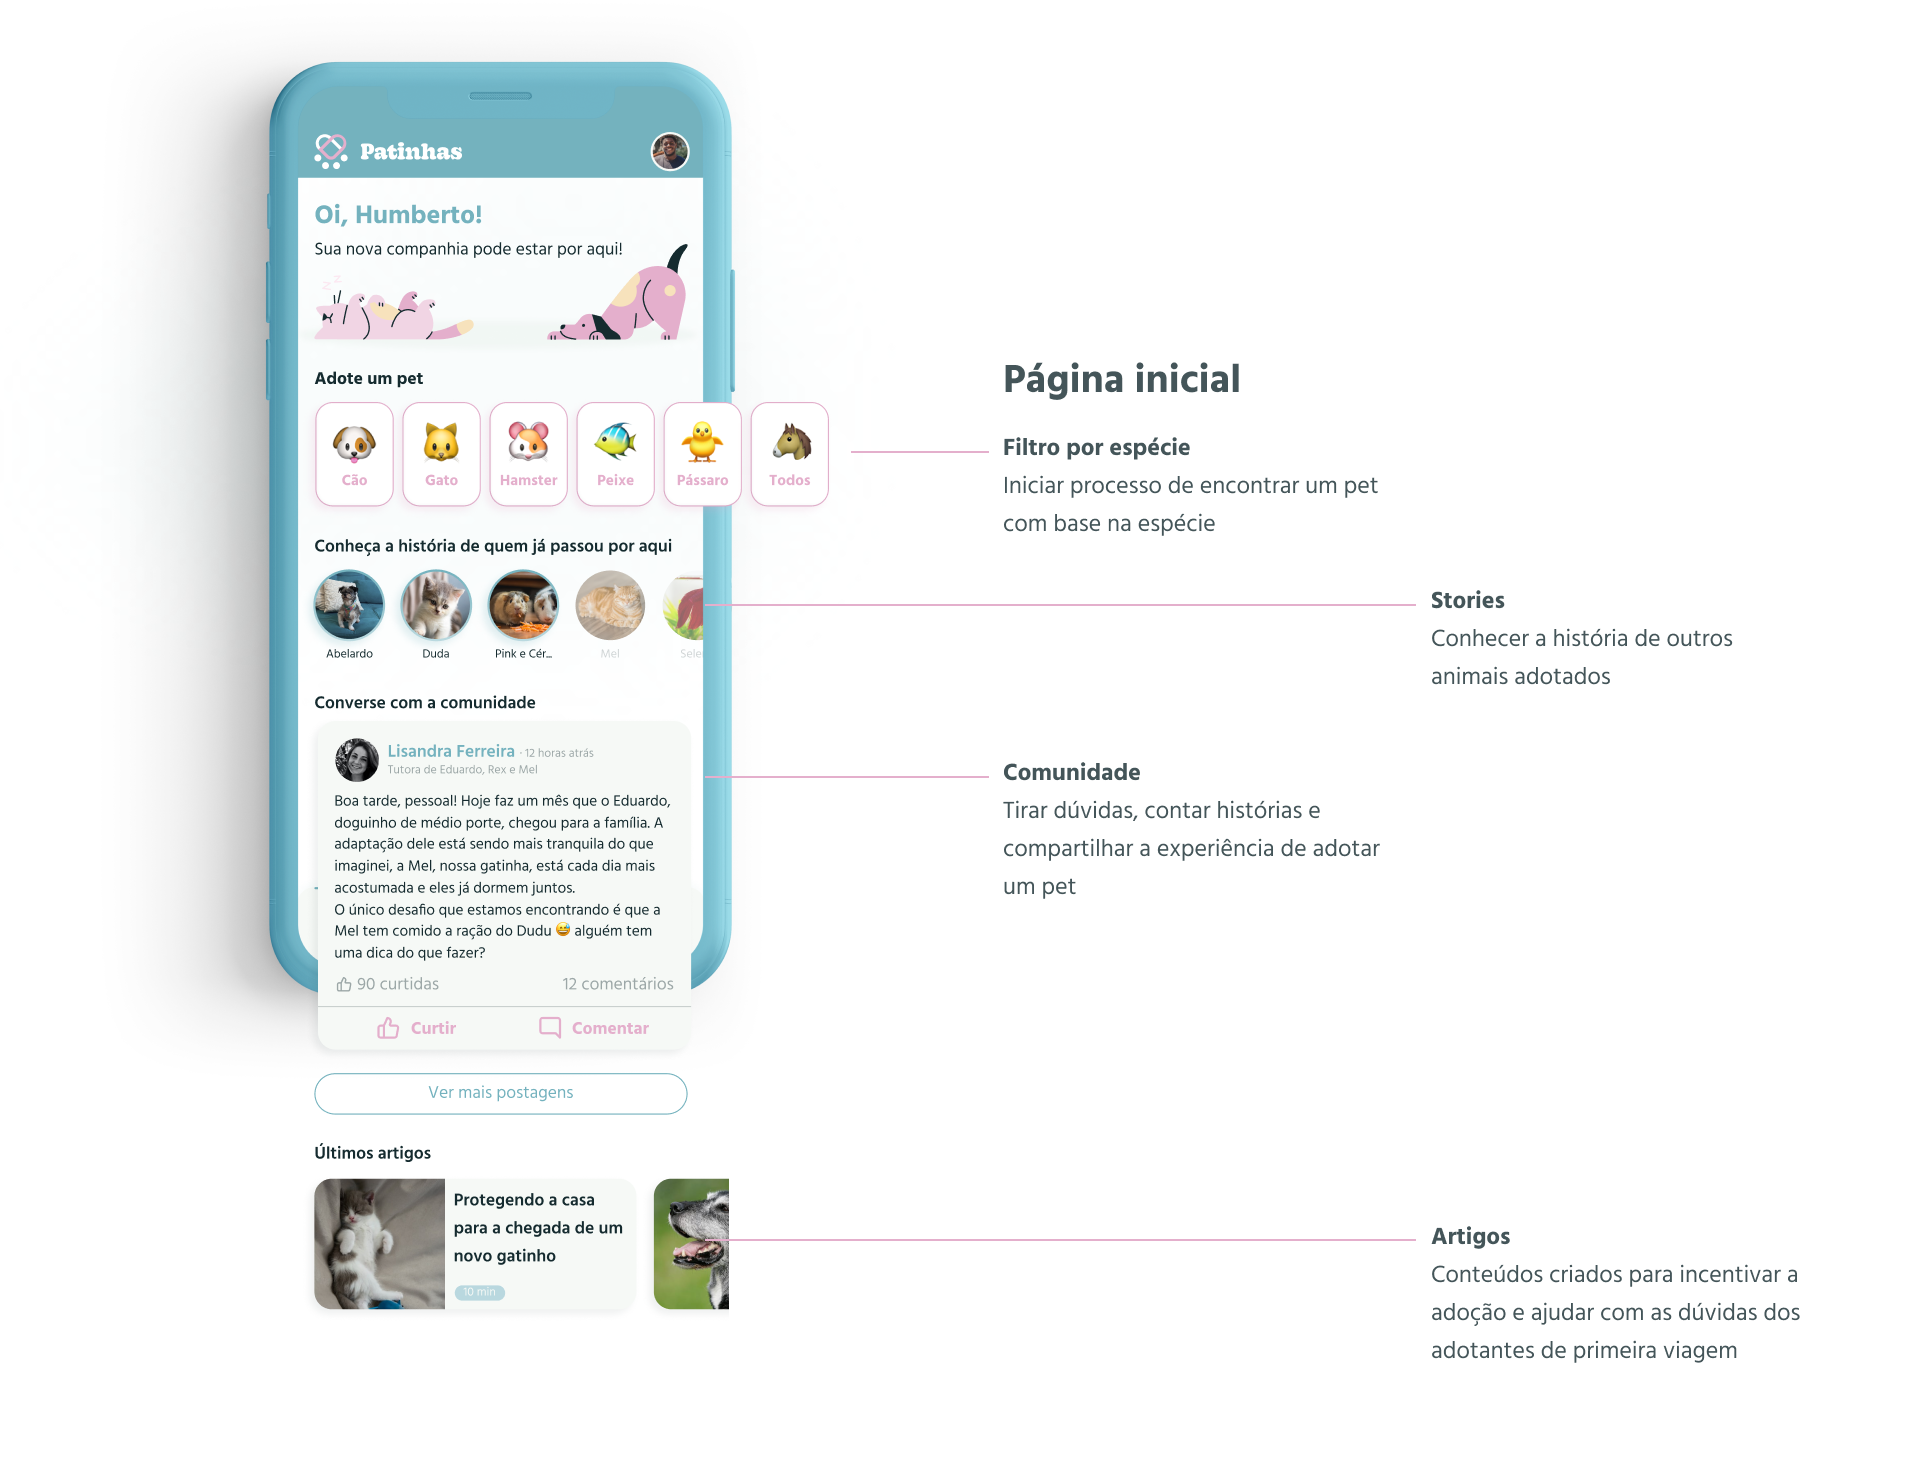 Patinhas
Oi, Humberto!
Sua nova companhia pode estar por aqui!
z z
Adote um pet
Cão
Gato
Hamster
Peixe
Pássaro
Todos
Conheça a história de quem já passou por aqui
Abelardo
Duda
Pink e Cér...
Mel
Converse com a comunidade
Lisandra Ferreira · 12 horas atrás
Tutora de Eduardo, Rex e Mel
Boa tarde, pessoal! Hoje faz um mês que o Eduardo,
doguinho de médio porte, chegou para a família. A
adaptação dele está sendo mais tranquila do que
imaginei, a Mel, nossa gatinha, está cada dia mais
acostumada e eles já dormem juntos.
O único desafio que estamos encontrando é que a
Mel tem comido a ração do Dudu 😅 alguém tem
uma dica do que fazer?
90 curtidas
12 comentários
Curtir
Comentar
Ver mais postagens
Últimos artigos
Protegendo a casa
para a chegada de um
novo gatinho
10 min
Página inicial
Filtro por espécie
Iniciar processo de encontrar um pet
com base na espécie
Stories
Conhecer a história de outros
animais adotados
Comunidade
Tirar dúvidas, contar histórias e
compartilhar a experiência de adotar
um pet
Artigos
Conteúdos criados para incentivar a
adoção e ajudar com as dúvidas dos
adotantes de primeira viagem